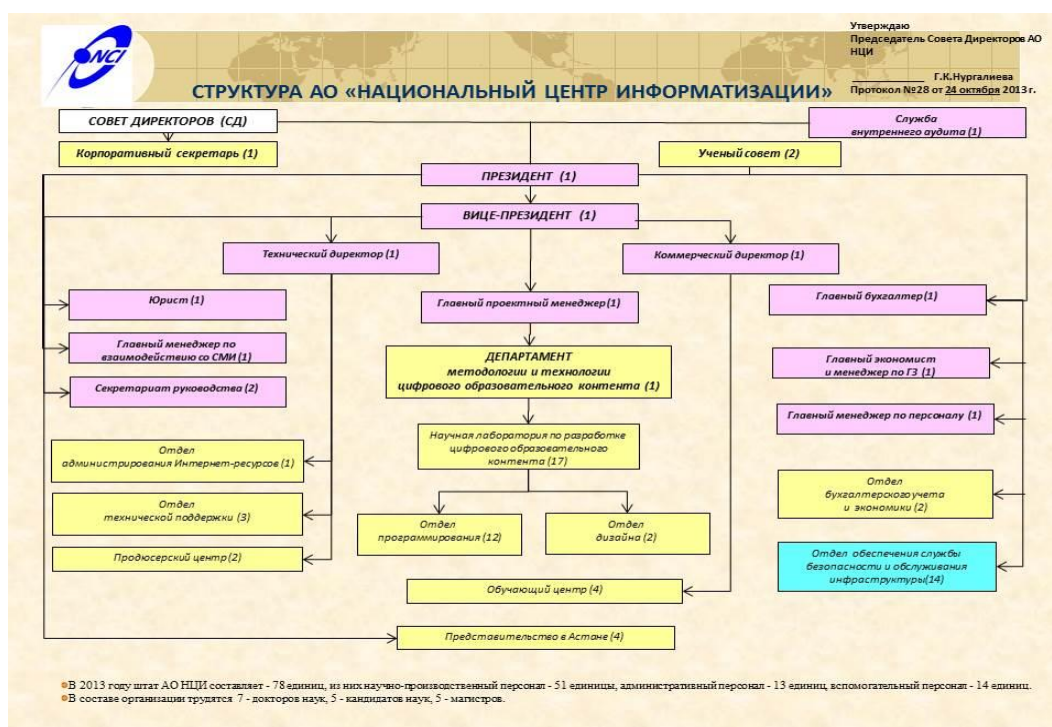 Утверждаю
Председатель Совета Директоров АО
НЦИ
____________ Г.К.Нургалиева
Протокол №28 от 24 октября 2013 г.
NCI
СТРУКТУРА АО «НАЦИОНАЛЬНЫЙ ЦЕНТР ИНФОРМАТИЗАЦИИ»
СОВЕТ ДИРЕКТОРОВ (СД)
Служба
внутреннего аудита (1)
Корпоративный секретарь (1)
Ученый совет (2)
ПРЕЗИДЕНТ (1)
ВИЦЕ-ПРЕЗИДЕНТ (1)
Технический директор (1)
Коммерческий директор (1)
Юрист (1)
Главный проектный менеджер (1)
Главный бухгалтер (1)
Главный менеджер по
взаимодействию со СМИ (1)
ДЕПАРТАМЕНТ
методологии и технологии
цифрового образовательного контента (1)
Главный экономист
и менеджер по ГЗ (1)
Секретариат руководства (2)
Главный менеджер по персоналу (1)
Отдел
администрирования Интернет-ресурсов (1)
Научная лаборатория по разработке
цифрового образовательного
контента (17)
Отдел
бухгалтерского учета
и экономики (2)
Отдел
технической поддержки (3)
Отдел
программирования (12)
Отдел
дизайна (2)
Продюсерский центр (2)
Отдел обеспечения службы
безопасности и обслуживания
инфраструктуры(14)
Обучающий центр (4)
Представительство в Астане (4)
В 2013 году штат АО НЦИ составляет - 78 единиц, из них научно-производственный персонал - 51 единицы, административный персонал - 13 единиц, вспомогательный персонал - 14 единиц.
В составе организации трудятся 7 - докторов наук, 5 - кандидатов наук, 5 - магистров.